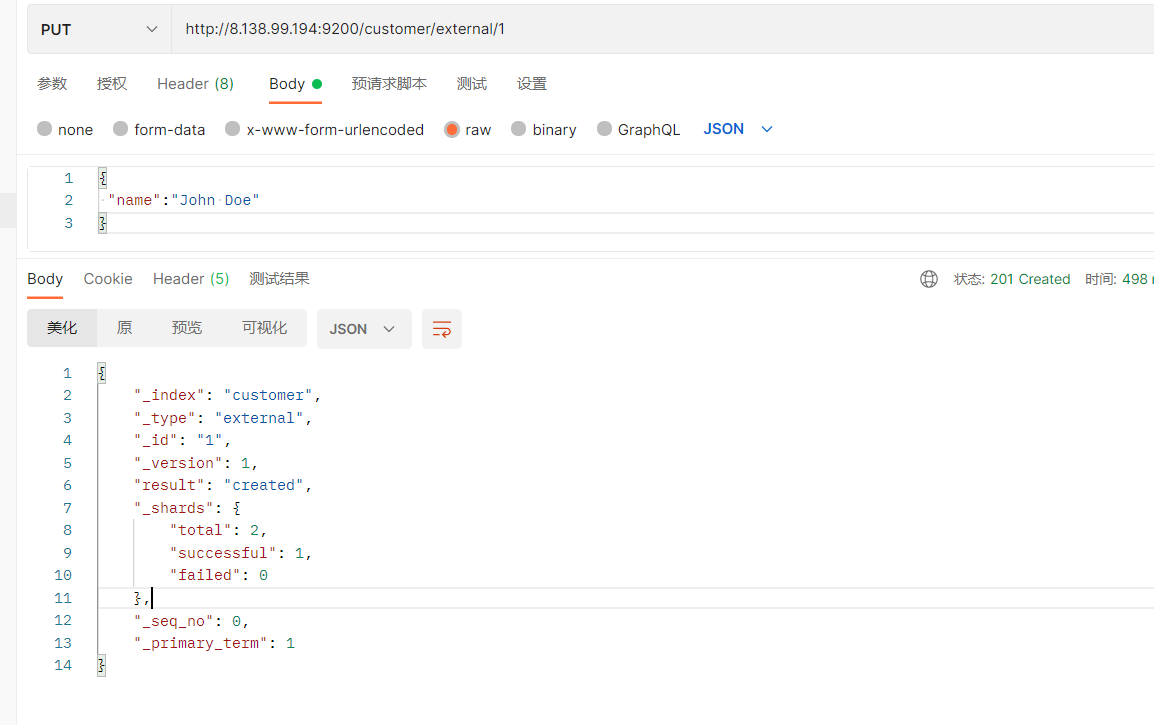 PUT http://8.138.99.194:9200/customer/external/1
参数 授权 Header (8) Body 预请求脚本 测试 设置
none form-data x-www-form-urlencoded raw binary GraphQL JSON
1 {
2 "name":"John Doe"
3 }
Body Cookie Header (5) 测试结果 状态: 201 Created 时间: 498
美化 原 预览 可视化 JSON
1 {
2 "_index": "customer",
3 "_type": "external",
4 "_id": "1",
5 "_version": 1,
6 "result": "created",
7 "_shards": {
8 "total": 2,
9 "successful": 1,
10 "failed": 0
11 },
12 "_seq_no": 0,
13 "_primary_term": 1
14 }